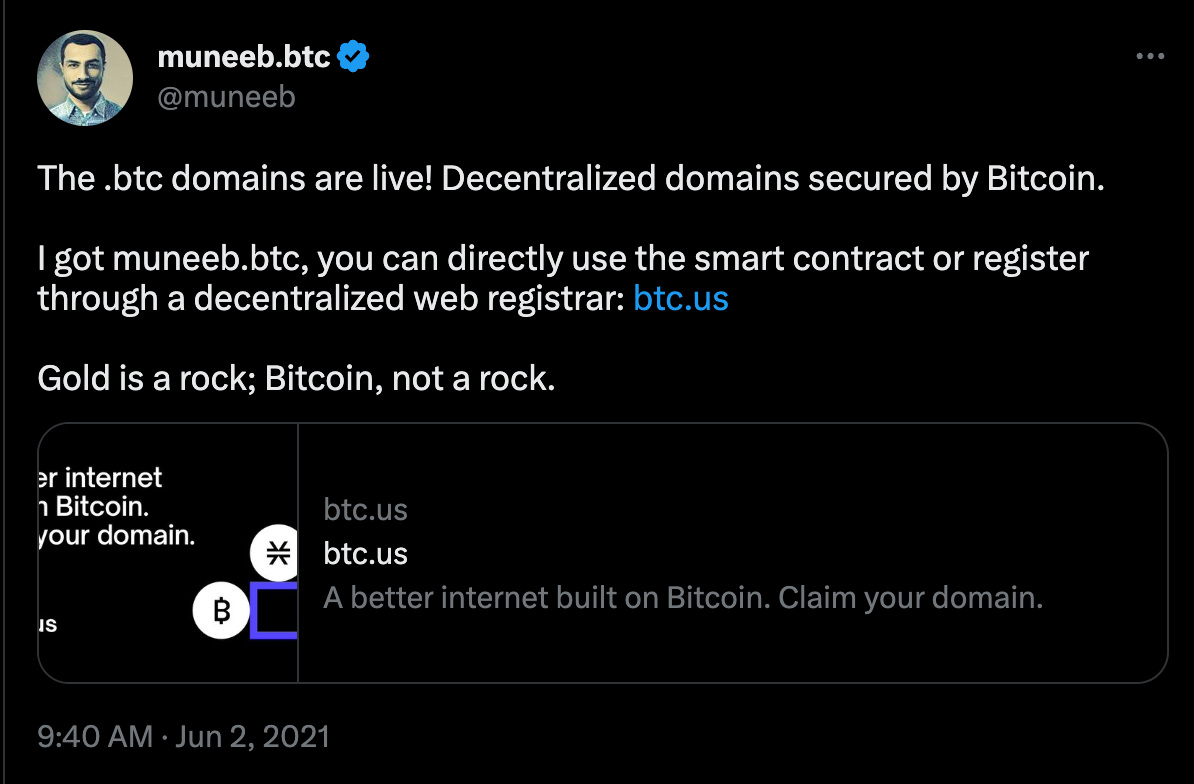 muneeb.btc
@muneeb
The .btc domains are live! Decentralized domains secured by Bitcoin.
I got muneeb.btc, you can directly use the smart contract or register
through a decentralized web registrar: btc.us
Gold is a rock; Bitcoin, not a rock.
er internet
n Bitcoin.
your domain.
us
btc.us
btc.us
A better internet built on Bitcoin. Claim your domain.
9:40 AM · Jun 2, 2021